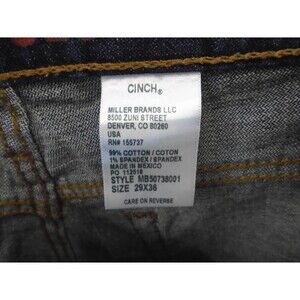 CINCH®
MILLER BRANDS LLC
8500 ZUNI STREET
DENVER, CO 80260
USA
RN# 155737
99% COTTON / COTON
1% SPANDEX / SPANDEX
MADE IN MEXICO
PO 112518
STYLE MB50738001
SIZE 29X36
CARE ON REVERSE